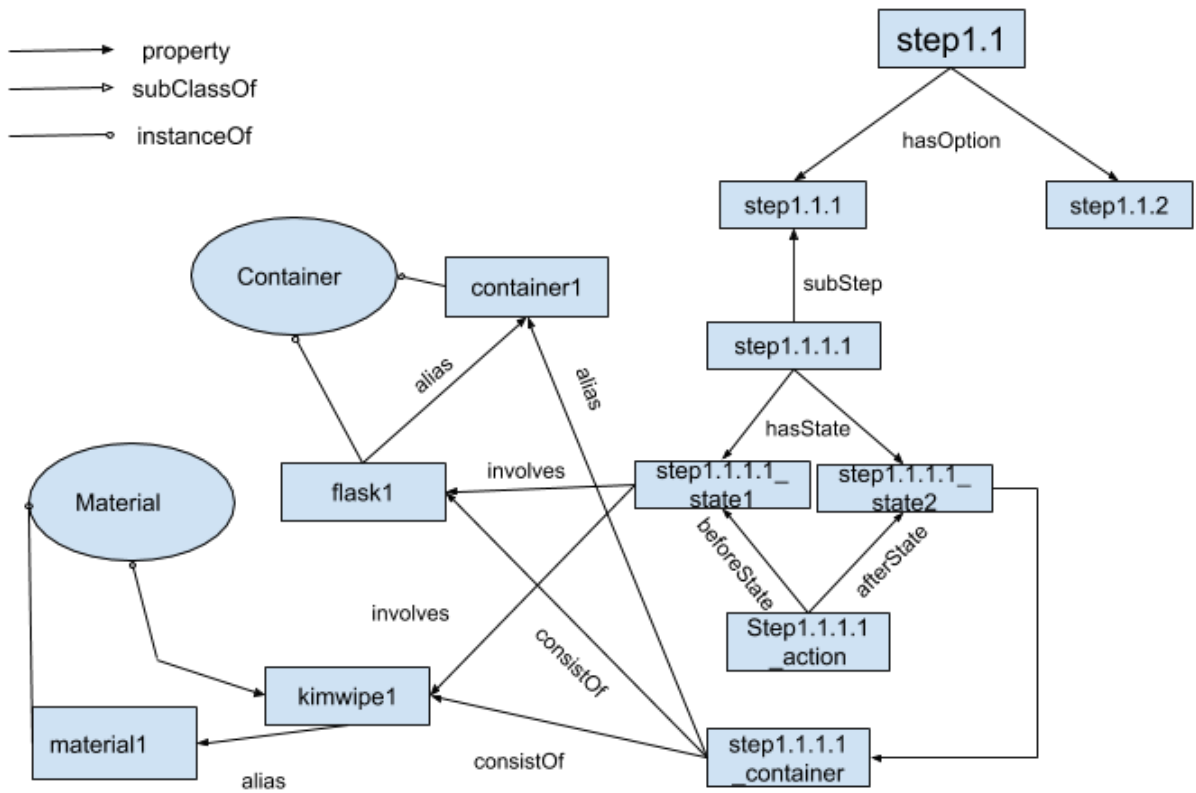 property
subClassOf
instanceOf
step1.1
hasOption
step1.1.1
step1.1.2
Container
container1
subStep
step1.1.1.1
alias
alias
hasState
Material
flask1
involves
step1.1.1.1_
state1
step1.1.1.1_
state2
beforeState
afterState
involves
Step1.1.1.1
_action
consistOf
kimwipe1
material1
alias
consistOf
step1.1.1.1
_container